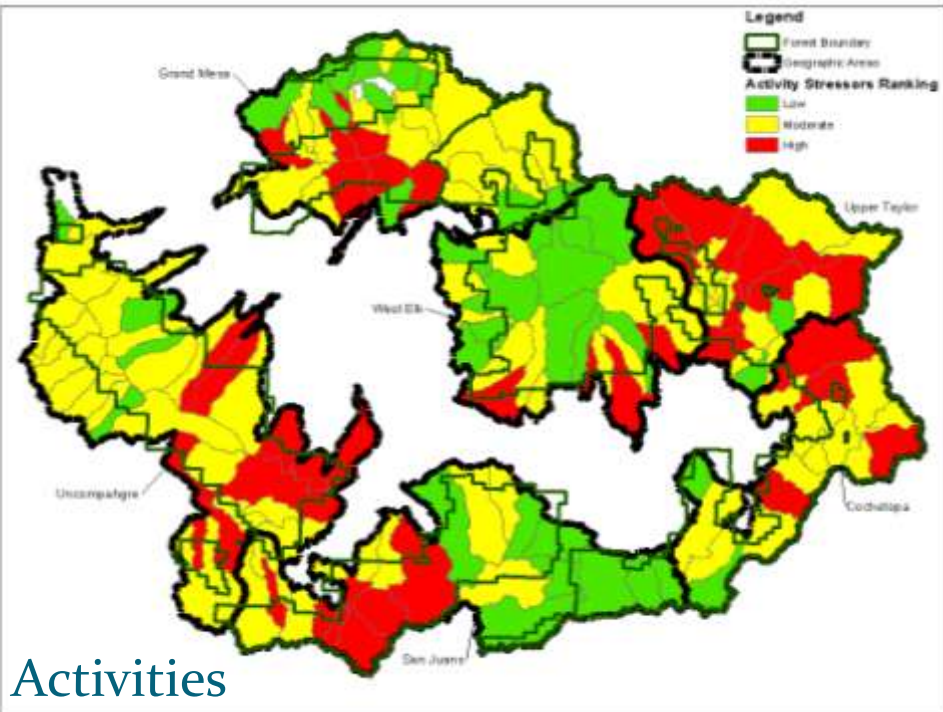 Legend
Forest Boundary
Geographic Areas
Activity Stressors Ranking
Low
Moderate
High
Grand Mesa
Upper Taylor
West Elk
Uncompahgre
Cochetopa
San Juans
Activities